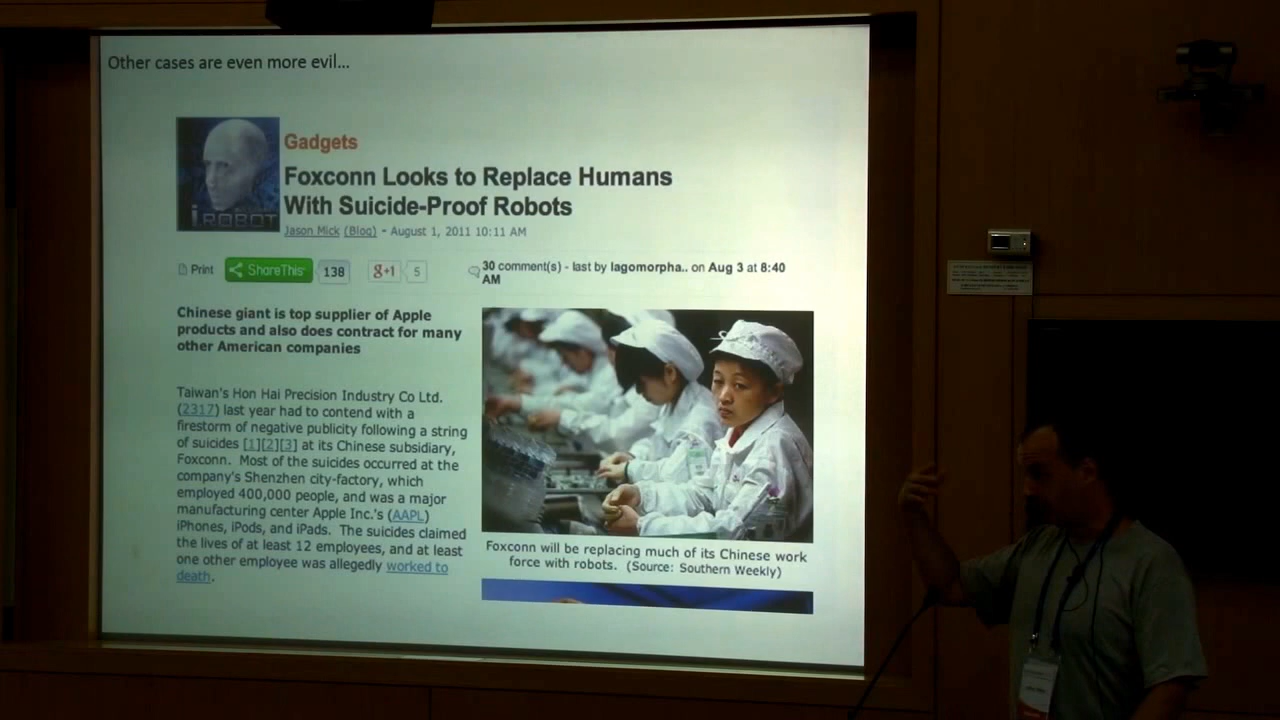 Other cases are even more evil...
i ROBOT
Gadgets
Foxconn Looks to Replace Humans
With Suicide-Proof Robots
Jason Mick (Blog) - August 1, 2011 10:11 AM
Print
ShareThis
138
g+1
5
30 comment(s) - last by lagomorpha.. on Aug 3 at 8:40
AM
Chinese giant is top supplier of Apple
products and also does contract for many
other American companies
Taiwan's Hon Hai Precision Industry Co Ltd.
(2317) last year had to contend with a
firestorm of negative publicity following a string
of suicides [1][2][3] at its Chinese subsidiary,
Foxconn. Most of the suicides occurred at the
company's Shenzhen city-factory, which
employed 400,000 people, and was a major
manufacturing center Apple Inc.'s (AAPL)
iPhones, iPods, and iPads. The suicides claimed
the lives of at least 12 employees, and at least
one other employee was allegedly worked to
death.
Foxconn will be replacing much of its Chinese work
force with robots. (Source: Southern Weekly)